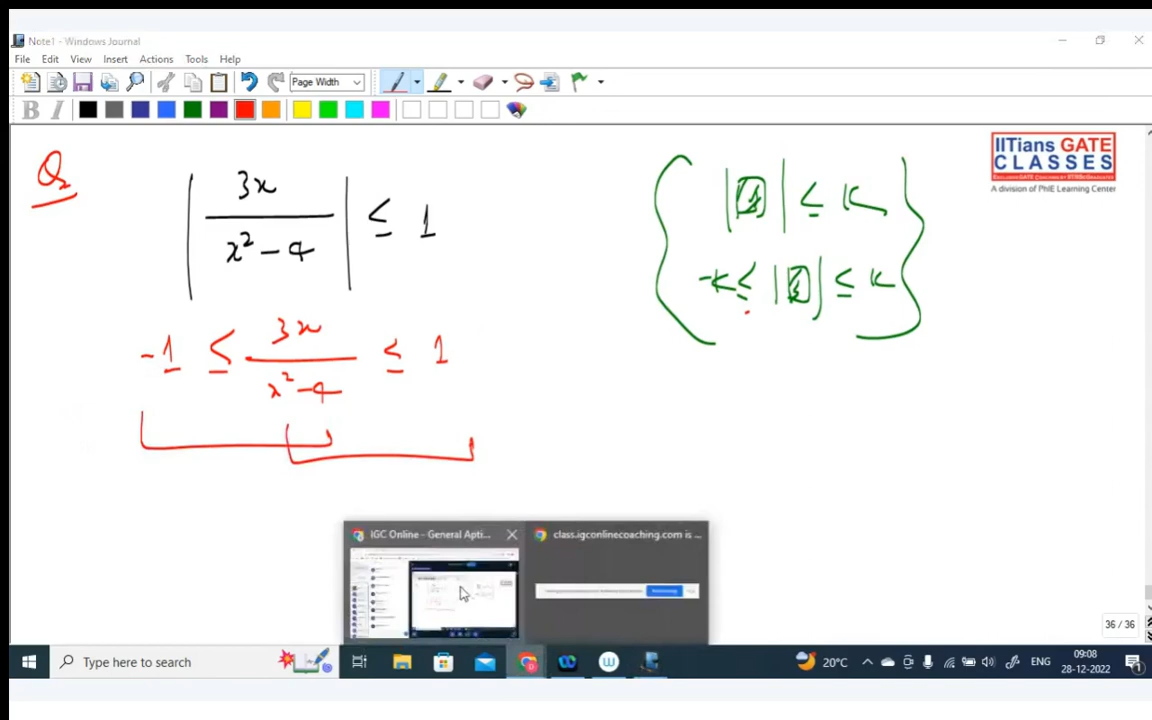 Note1 - Windows Journal
File Edit View Insert Actions Tools Help
Page Width
B I
IITians GATE
CLASSES
A division of PhIE Learning Center
Q
| 3x / x² - 4 | ≤ 1
-1 ≤ 3x / x² - 4 ≤ 1
| | ≤ K
-K ≤ | | ≤ K
IGC Online - General Apti...
class.igconlinecoaching.com is ...
36 / 36
Type here to search
20°C
ENG
09:08
28-12-2022
1